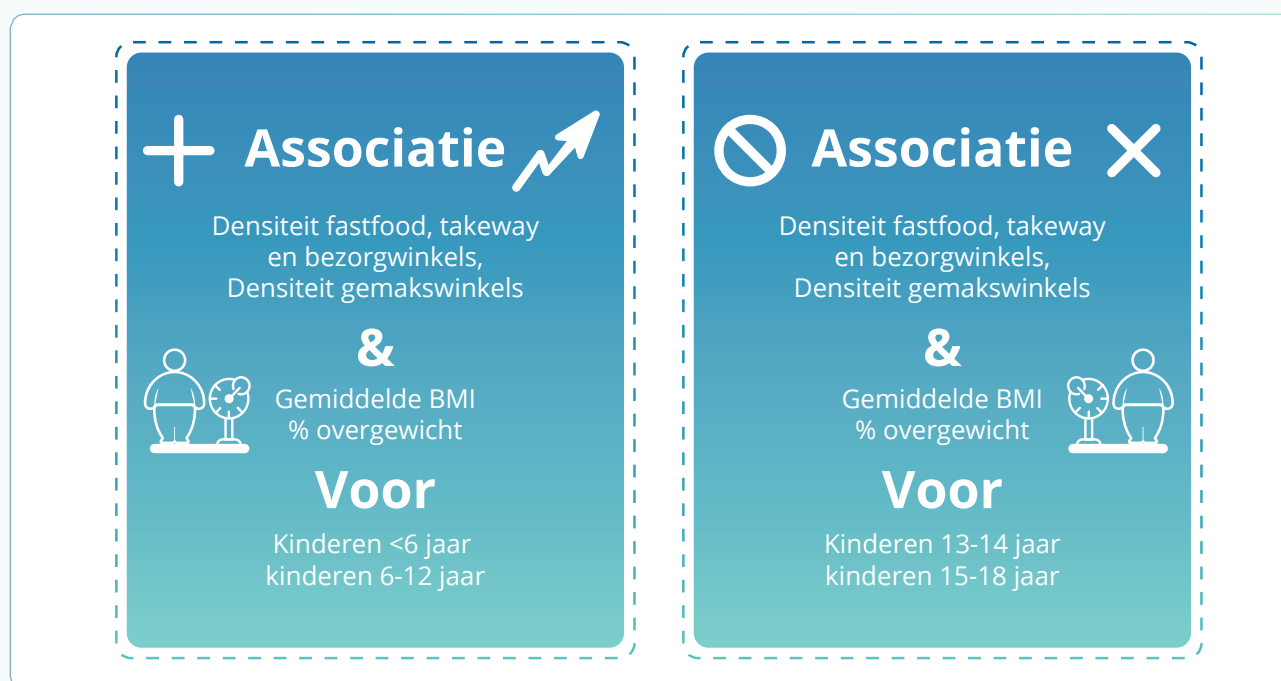 Associatie
Densiteit fastfood, takeway
en bezorgwinkels,
Densiteit gemakswinkels
&
Gemiddelde BMI
% overgewicht
Voor
Kinderen <6 jaar
kinderen 6-12 jaar
Associatie
Densiteit fastfood, takeway
en bezorgwinkels,
Densiteit gemakswinkels
&
Gemiddelde BMI
% overgewicht
Voor
Kinderen 13-14 jaar
kinderen 15-18 jaar